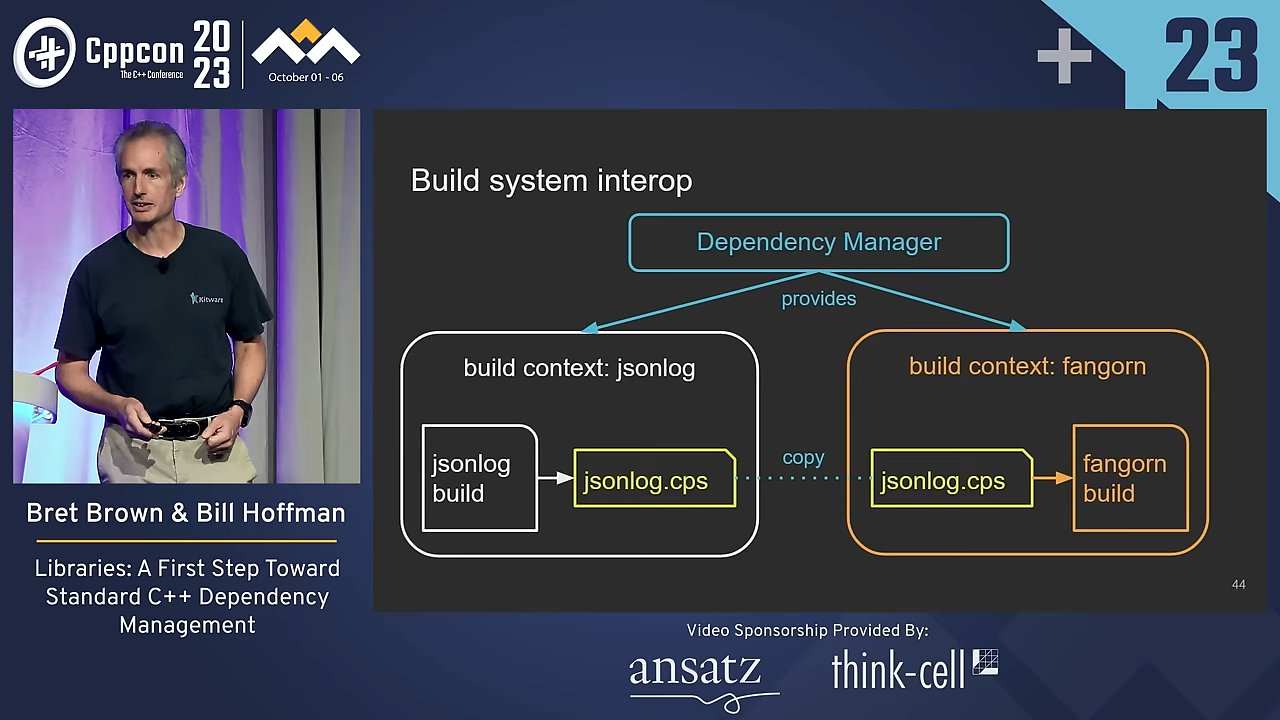 Cppcon
The C++ Conference
20
23
October 01 - 06
23
Kitware
Build system interop
Dependency Manager
provides
build context: jsonlog
build context: fangorn
jsonlog
build
jsonlog.cps
copy
jsonlog.cps
fangorn
build
44
Bret Brown & Bill Hoffman
Libraries: A First Step Toward
Standard C++ Dependency
Management
Video Sponsorship Provided By:
ansatz
think-cell